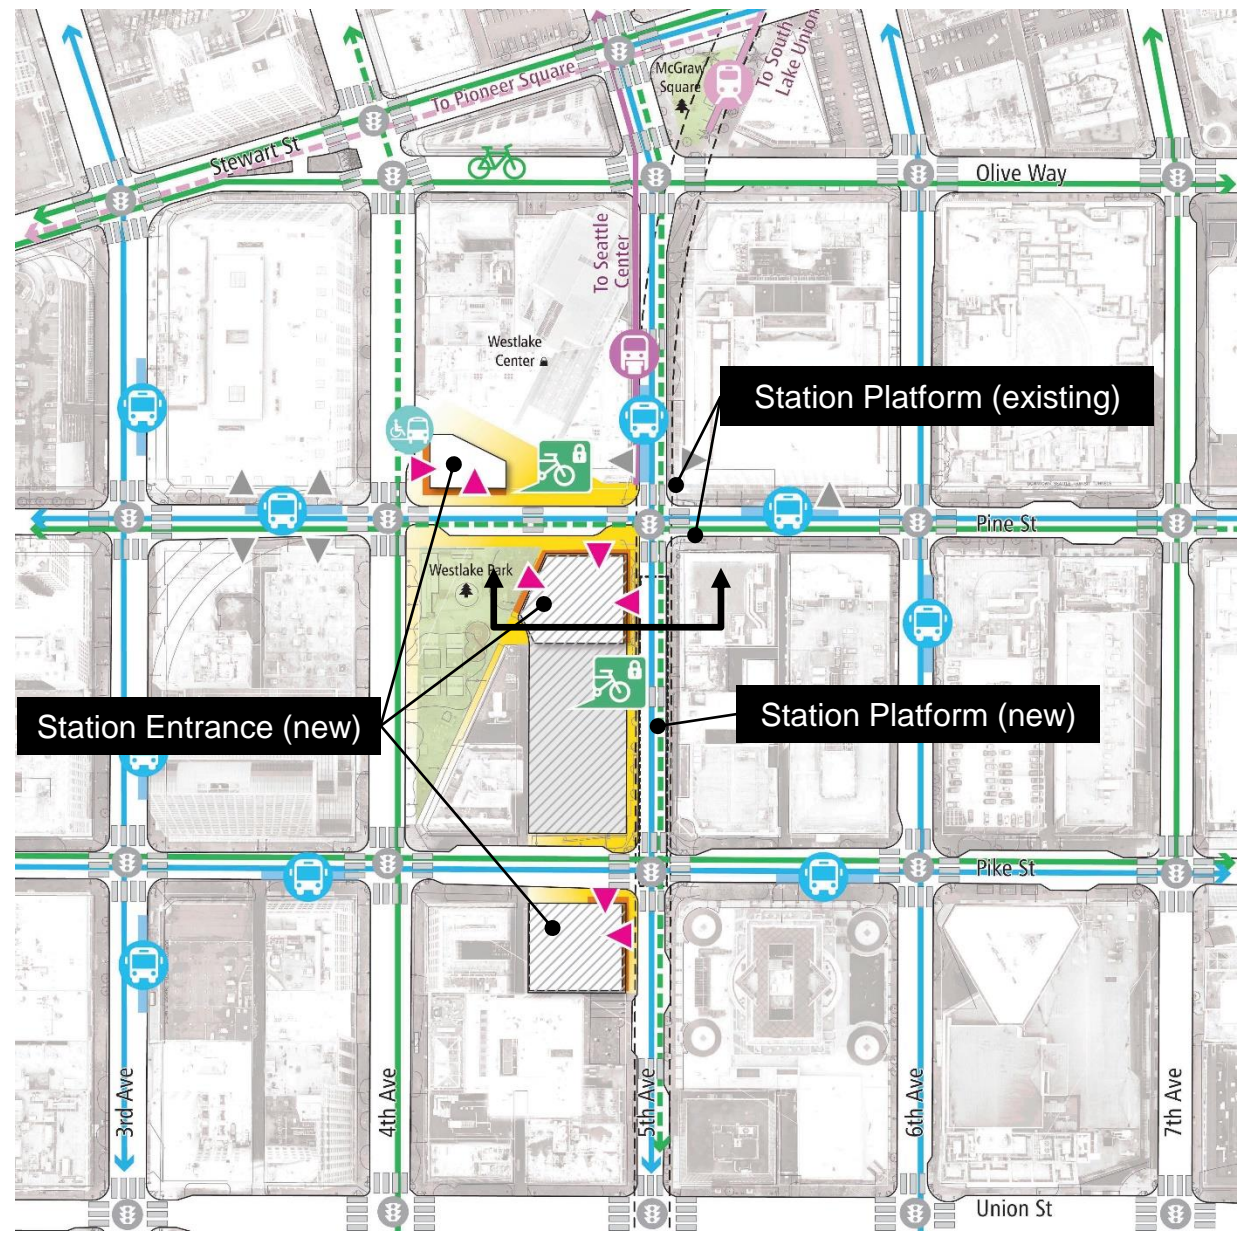 McGraw
Square
To South
Lake Union
To Pioneer Square
Stewart St
Olive Way
To Seattle
Center
Westlake
Center
Station Platform (existing)
Pine St
Westlake Park
Station Entrance (new)
Station Platform (new)
Pike St
3rd Ave
4th Ave
5th Ave
6th Ave
7th Ave
Union St